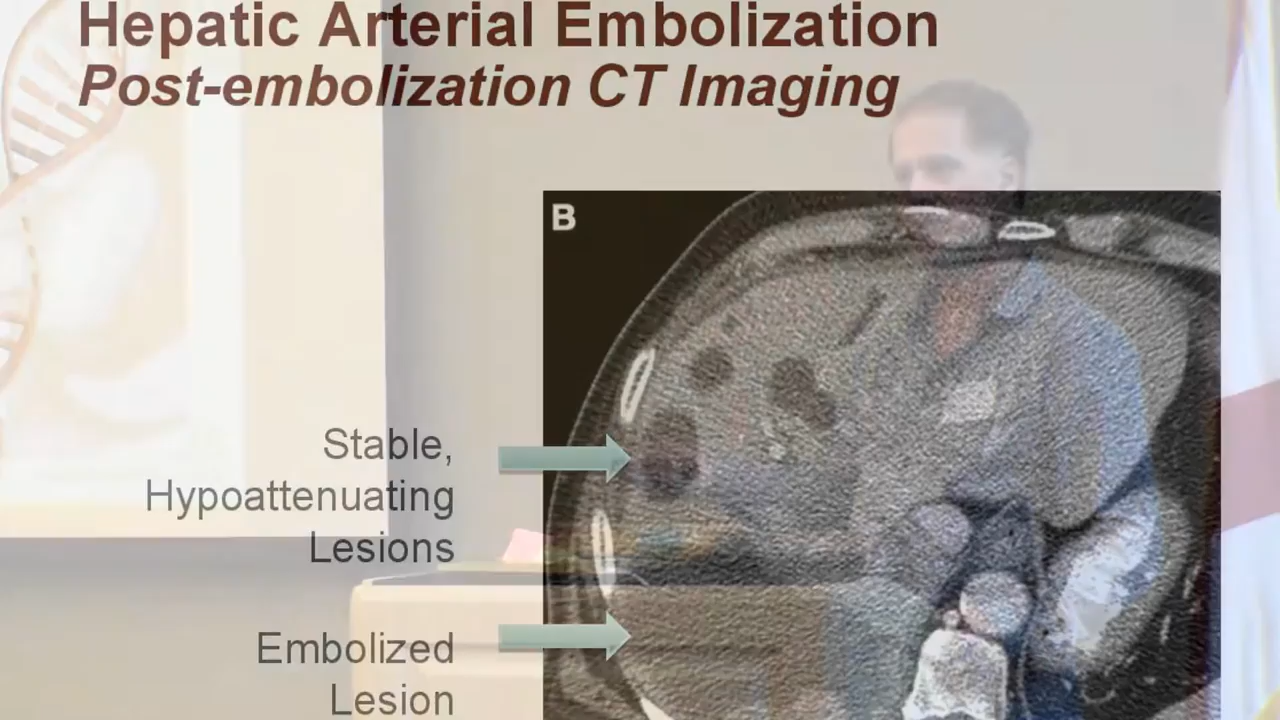 Hepatic Arterial Embolization
Post-embolization CT Imaging
B
Stable,
Hypoattenuating
Lesions
Embolized
Lesion